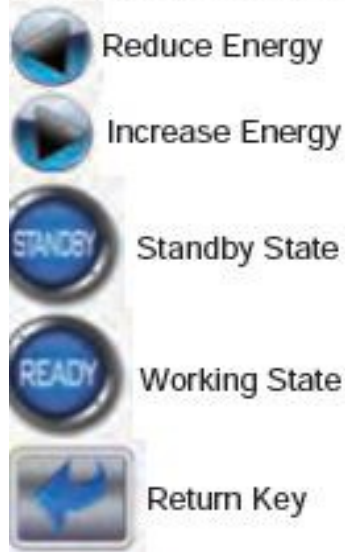 Reduce Energy
Increase Energy
STANDBY Standby State
READY Working State
Return Key